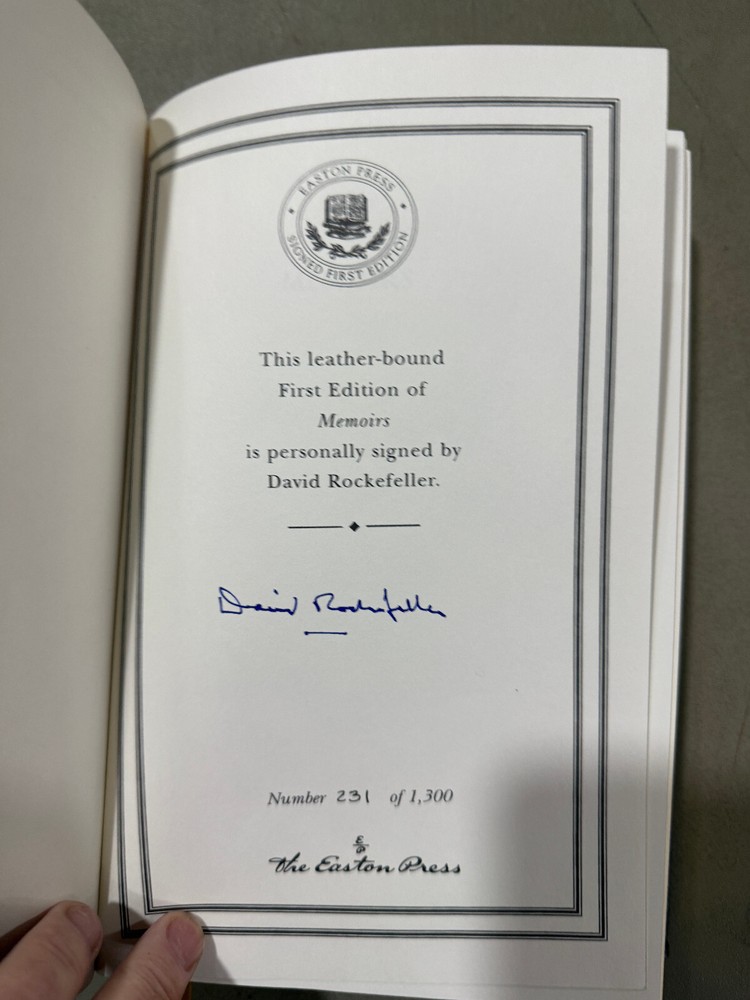 EASTON PRESS
SIGNED FIRST EDITION
This leather-bound
First Edition of
Memoirs
is personally signed by
David Rockefeller.
David Rockefeller
Number 231 of 1,300
E/P
The Easton Press